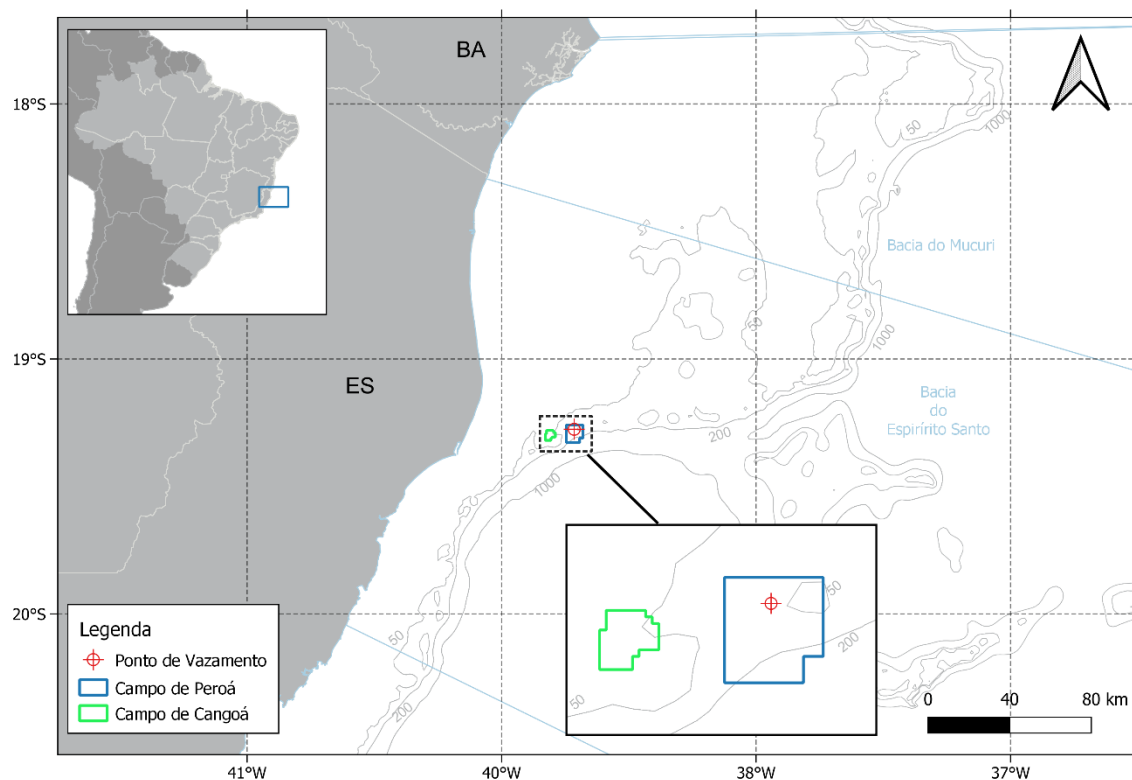 BA
18°S
50
1000
Bacia do Mucuri
50
1000
19°S
ES
Bacia
do
Espirírito Santo
200
1000
50
200
50
200
50
20°S
Legenda
Ponto de Vazamento
Campo de Peroá
Campo de Cangoá
0 40 80 km
41°W 40°W 38°W 37°W